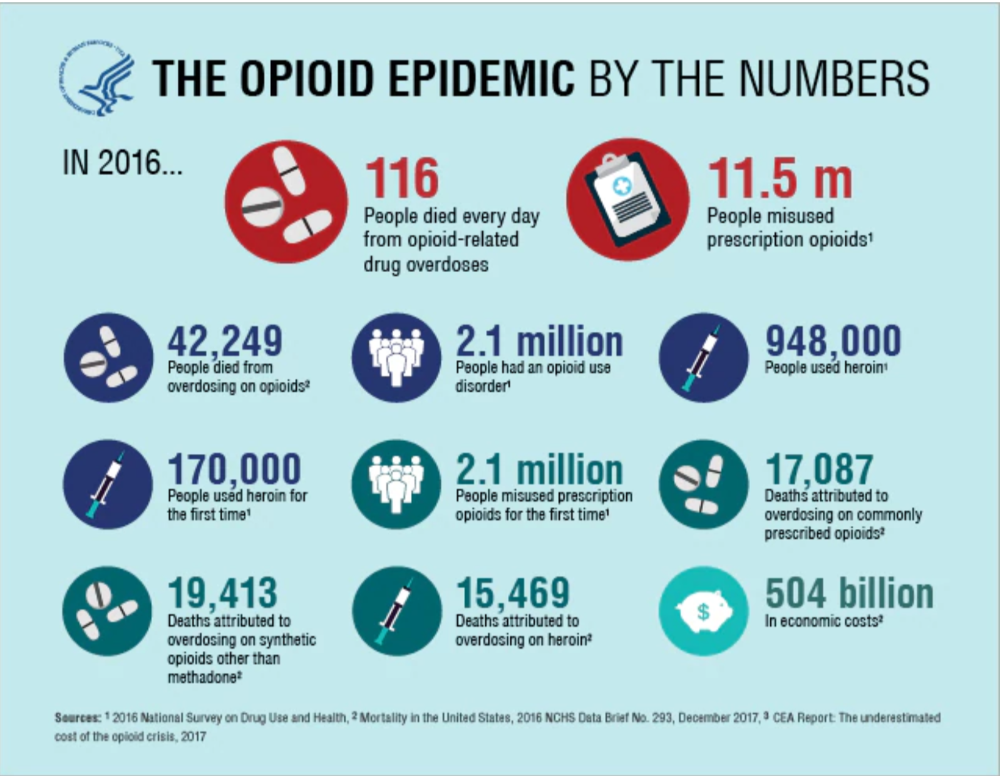 THE OPIOID EPIDEMIC BY THE NUMBERS
IN 2016...
116
People died every day
from opioid-related
drug overdoses
11.5 m
People misused
prescription opioids¹
42,249
People died from
overdosing on opioids²
2.1 million
People had an opioid use
disorder¹
948,000
People used heroin¹
170,000
People used heroin for
the first time¹
2.1 million
People misused prescription
opioids for the first time¹
17,087
Deaths attributed to
overdosing on commonly
prescribed opioids²
19,413
Deaths attributed to
overdosing on synthetic
opioids other than
methadone²
15,469
Deaths attributed to
overdosing on heroin²
$
504 billion
In economic costs²
Sources: ¹ 2016 National Survey on Drug Use and Health, ² Mortality in the United States, 2016 NCHS Data Brief No. 293, December 2017, ³ CEA Report: The underestimated
cost of the opioid crisis, 2017